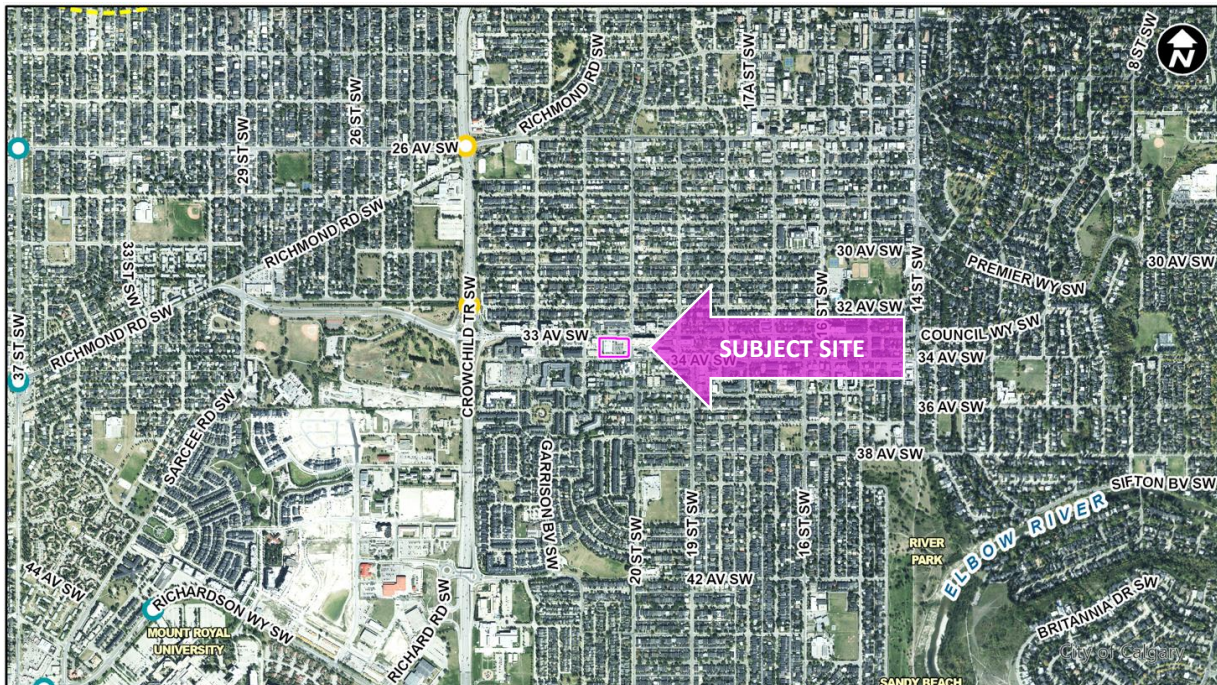 8 ST SW
N
RICHMOND RD SW
17A ST SW
26 ST SW
29 ST SW
26 AV SW
RICHMOND RD SW
33 ST SW
30 AV SW
PREMIER WY SW
30 AV SW
14 ST SW
16 ST SW
32 AV SW
CROWCHILD TR SW
RICHMOND RD SW
37 ST SW
33 AV SW
SUBJECT SITE
34 AV SW
COUNCIL WY SW
34 AV SW
36 AV SW
SARCEE RD SW
GARRISON BV SW
38 AV SW
SIFTON BV SW
ELBOW RIVER
19 ST SW
16 ST SW
20 ST SW
RIVER
PARK
44 AV SW
42 AV SW
RICHARDSON WY SW
RICHARD RD SW
BRITANNIA DR SW
MOUNT ROYAL
UNIVERSITY
City of Calgary
SANDY BEACH